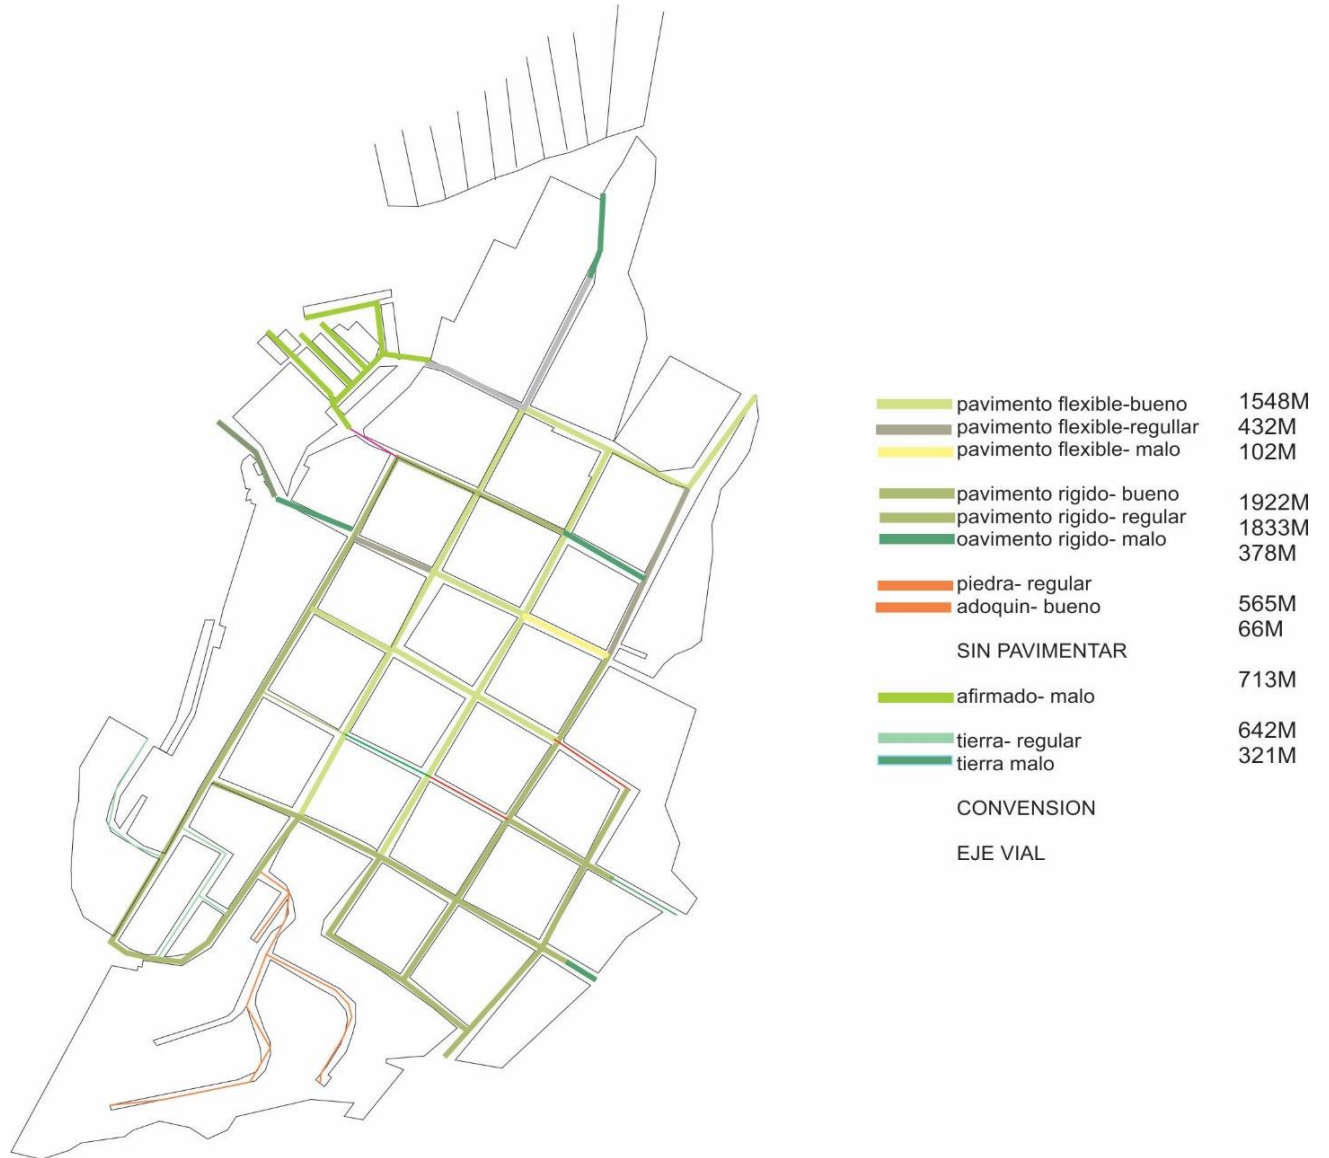 pavimento flexible-bueno 1548M
pavimento flexible-regullar 432M
pavimento flexible- malo 102M
pavimento rigido- bueno 1922M
pavimento rigido- regular 1833M
oavimento rigido- malo 378M
piedra- regular 565M
adoquin- bueno 66M
SIN PAVIMENTAR
afirmado- malo 713M
tierra- regular 642M
tierra malo 321M
CONVENSION
EJE VIAL